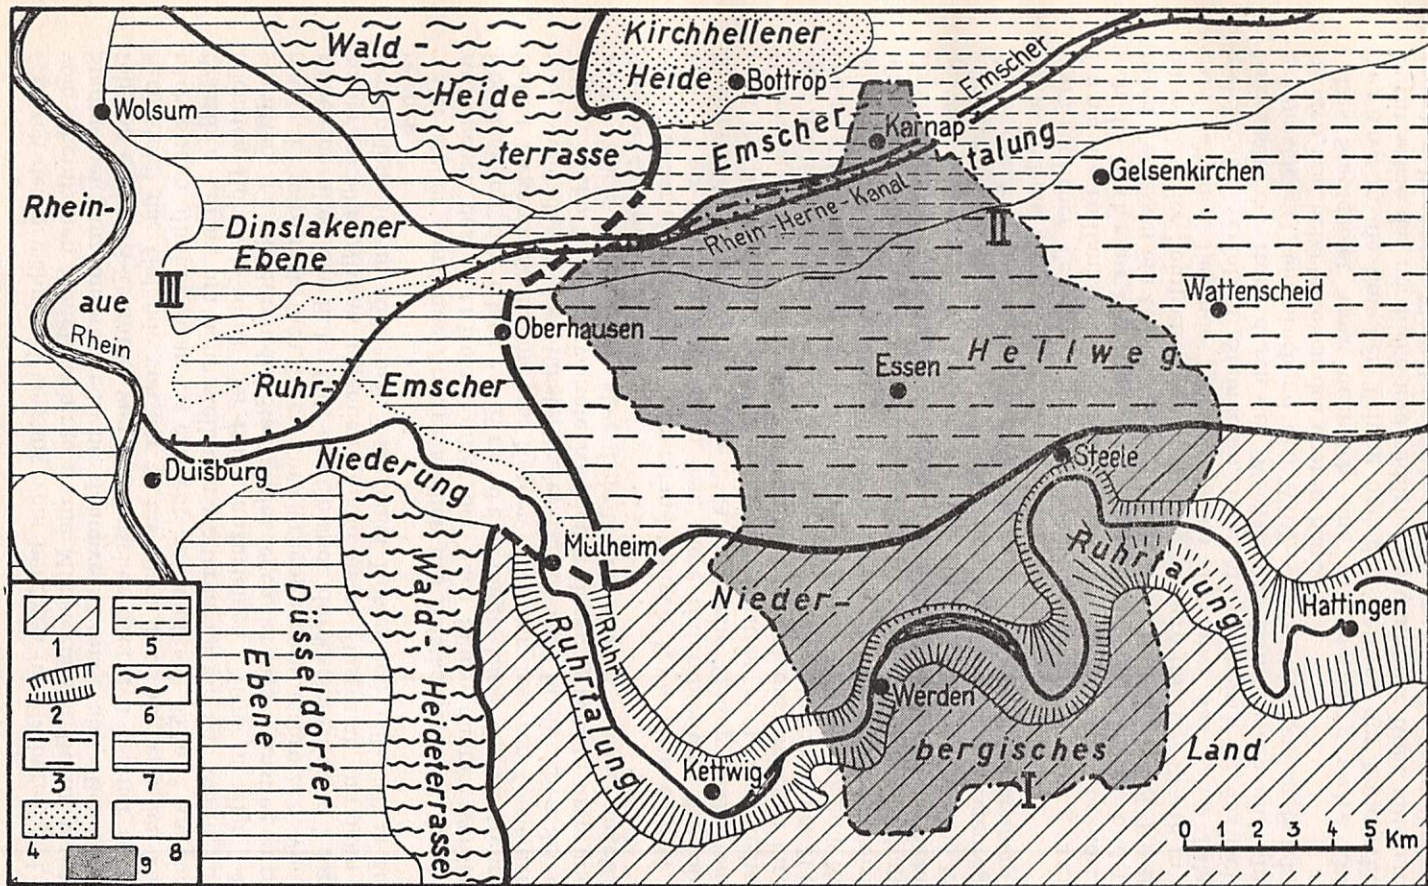 Wald-
Heide-
terrasse
Kirchhellener
Heide
Bottrop
Emscher
Wolsum
Emscher
talung
Karnap
Gelsenkirchen
Rhein-
aue
Rhein
Dinslakener
Ebene
III
Rhein-Herne-Kanal
II
Wattenscheid
Oberhausen
Essen
Hellweg
Ruhr-
Emscher
Niederung
Duisburg
Steele
Mülheim
Ruhrtalung
Hattingen
Nieder-
bergisches
Land
I
Düsseldorfer
Ebene
Wald-
Heideterrasse
Ruhr
Ruhrtalung
Werden
Kettwig
1
2
3
4
5
6
7
8
9
0 1 2 3 4 5 Km